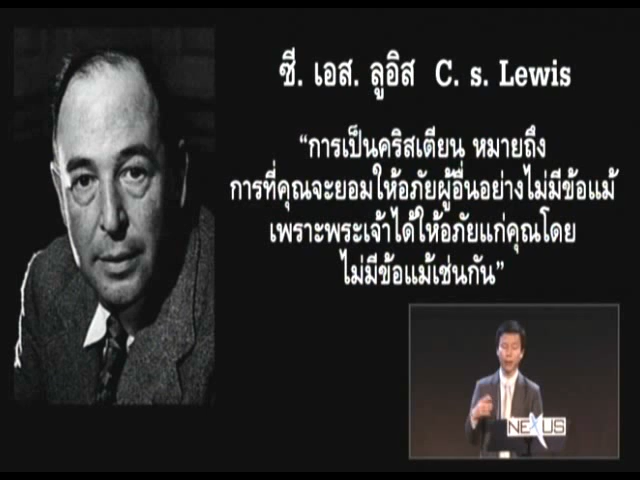 ซี. เอส. ลูอิส C. s. Lewis
“การเป็นคริสเตียน หมายถึง
การที่คุณจะยอมให้อภัยผู้อื่นอย่างไม่มีข้อแม้
เพราะพระเจ้าได้ให้อภัยแก่คุณโดย
ไม่มีข้อแม้เช่นกัน”
NEXUS